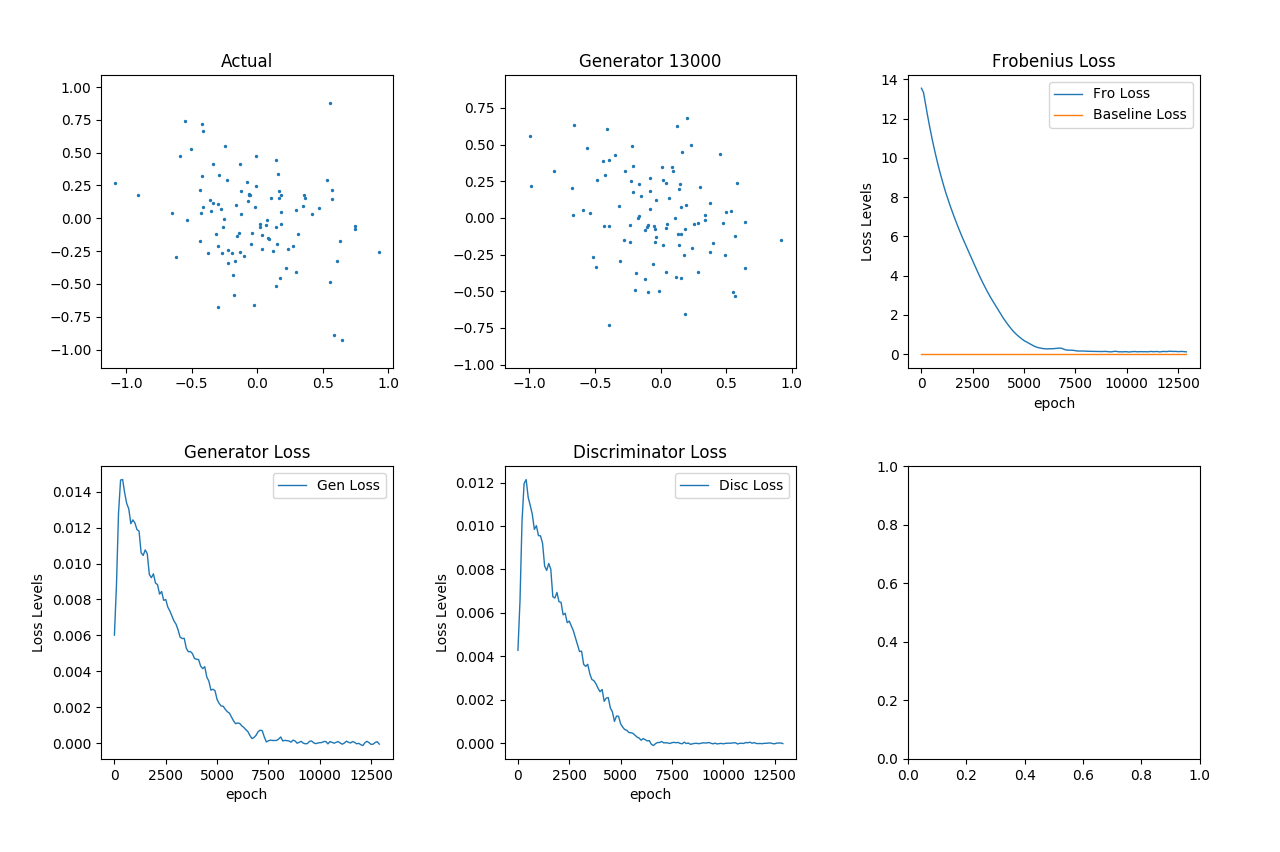 Actual
1.00
0.75
0.50
0.25
0.00
−0.25
−0.50
−0.75
−1.00
−1.0 −0.5 0.0 0.5 1.0
Generator 13000
0.75
0.50
0.25
0.00
−0.25
−0.50
−0.75
−1.00
−1.0 −0.5 0.0 0.5 1.0
Frobenius Loss
Fro Loss
Baseline Loss
Loss Levels
14
12
10
8
6
4
2
0
0 2500 5000 7500 10000 12500
epoch
Generator Loss
Gen Loss
Loss Levels
0.014
0.012
0.010
0.008
0.006
0.004
0.002
0.000
0 2500 5000 7500 10000 12500
epoch
Discriminator Loss
Disc Loss
Loss Levels
0.012
0.010
0.008
0.006
0.004
0.002
0.000
0 2500 5000 7500 10000 12500
epoch
1.0
0.8
0.6
0.4
0.2
0.0
0.0 0.2 0.4 0.6 0.8 1.0